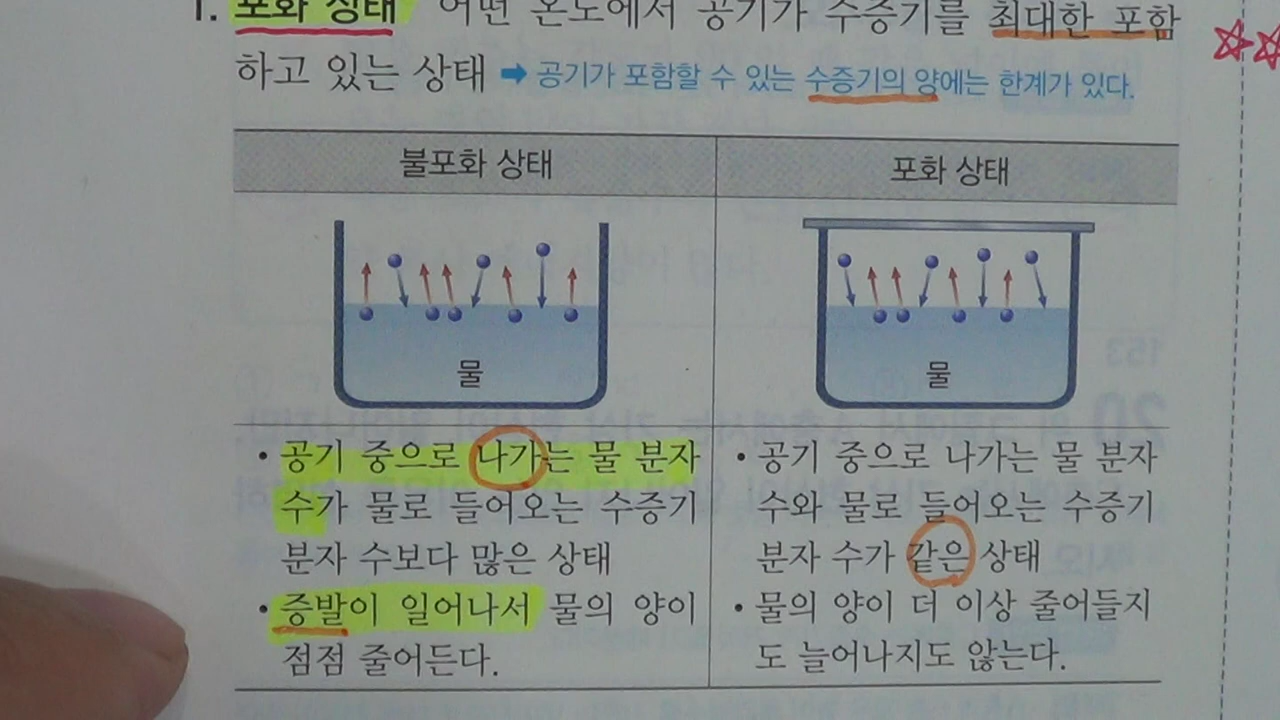 1. 포화 상태 어떤 온도에서 공기가 수증기를 최대한 포함
하고 있는 상태 ➡ 공기가 포함할 수 있는 수증기의 양에는 한계가 있다.
불포화 상태
포화 상태
물
물
• 공기 중으로 나가는 물 분자
수가 물로 들어오는 수증기
분자 수보다 많은 상태
• 증발이 일어나서 물의 양이
점점 줄어든다.
• 공기 중으로 나가는 물 분자
수와 물로 들어오는 수증기
분자 수가 같은 상태
• 물의 양이 더 이상 줄어들지
도 늘어나지도 않는다.